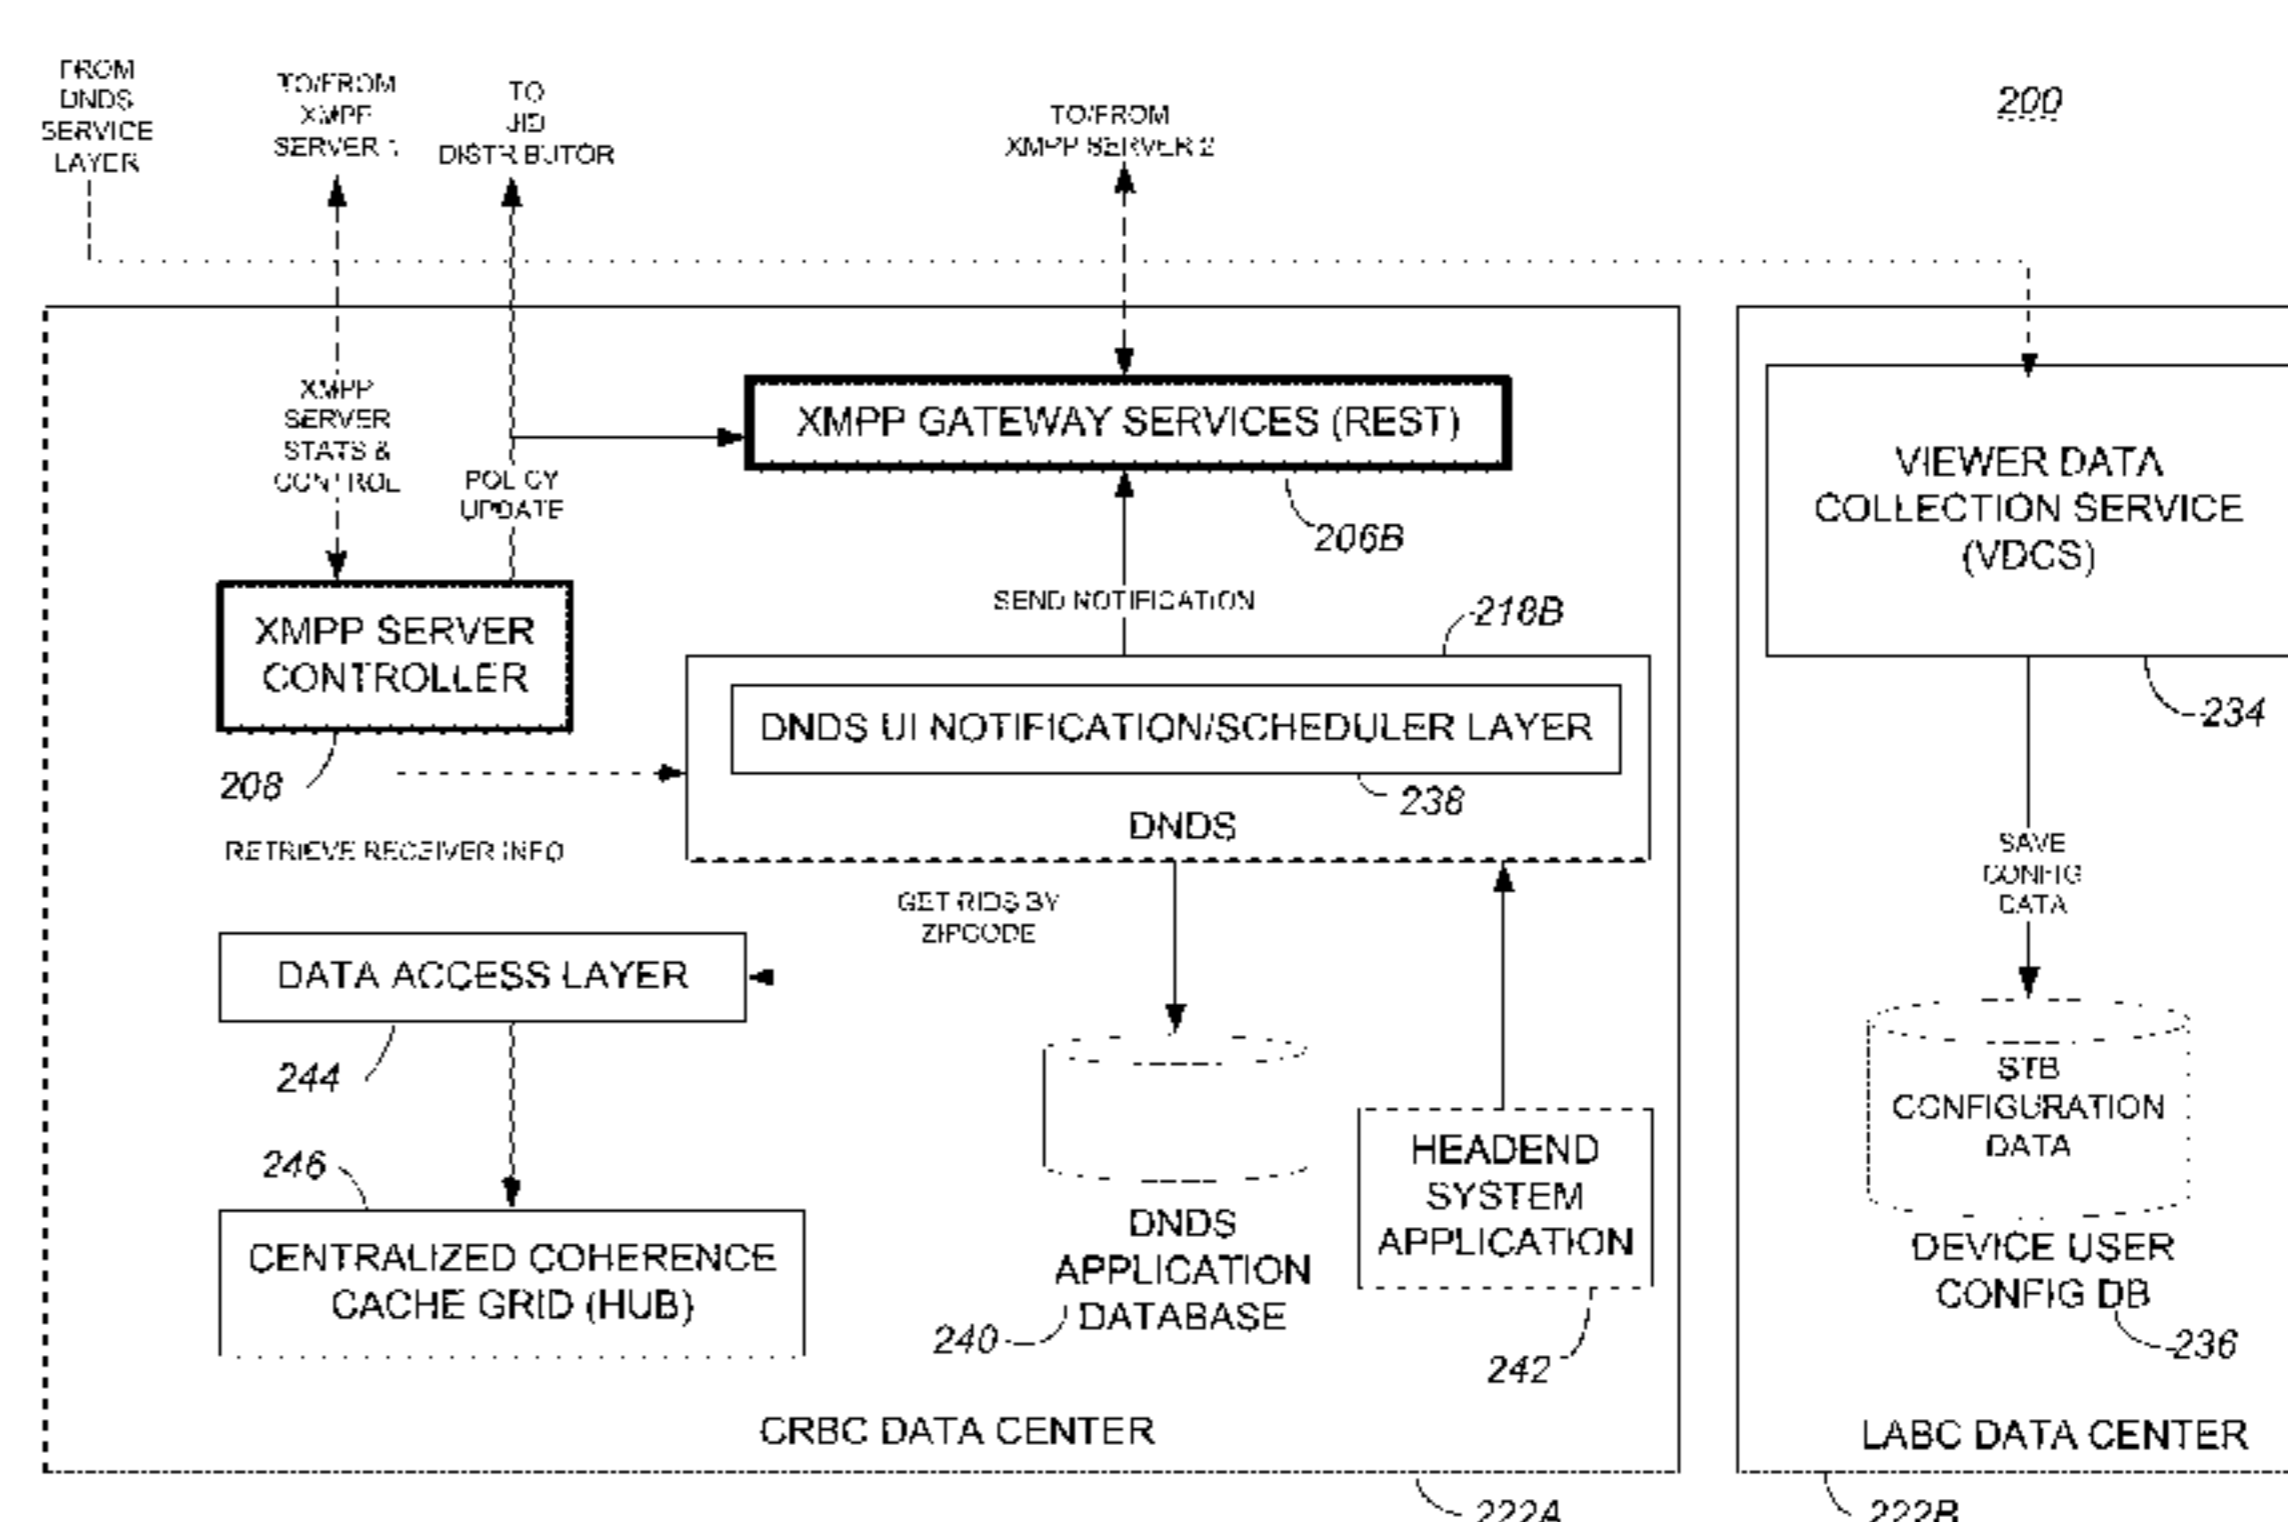 FROM
DNDS
SERVICE
LAYER
TO/FROM
XMPP
SERVER 1
TO
JID
DISTRIBUTOR
TO/FROM
XMPP SERVER 2
200
XMPP
SERVER
STATS &
CONTROL
POLICY
UPDATE
XMPP GATEWAY SERVICES (REST)
206B
VIEWER DATA
COLLECTION SERVICE
(VDCS)
234
SEND NOTIFICATION
218B
XMPP SERVER
CONTROLLER
208
DNDS UI NOTIFICATION/SCHEDULER LAYER
238
DNDS
RETRIEVE RECEIVER INFO
GET RIDS BY
ZIPCODE
SAVE
CONFIG
DATA
DATA ACCESS LAYER
244
246
CENTRALIZED COHERENCE
CACHE GRID (HUB)
DNDS
APPLICATION
DATABASE
240
HEADEND
SYSTEM
APPLICATION
242
STB
CONFIGURATION
DATA
DEVICE USER
CONFIG DB
236
CRBC DATA CENTER
LABC DATA CENTER
222A
222B